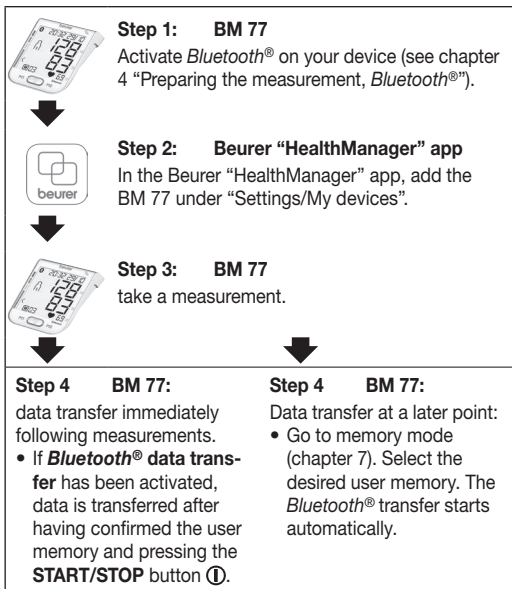 Step 1: BM 77
Activate Bluetooth® on your device (see chapter
4 “Preparing the measurement, Bluetooth®”).
beurer
Step 2: Beurer “HealthManager” app
In the Beurer “HealthManager” app, add the
BM 77 under “Settings/My devices”.
Step 3: BM 77
take a measurement.
Step 4 BM 77:
data transfer immediately
following measurements.
• If Bluetooth® data trans-
fer has been activated,
data is transferred after
having confirmed the user
memory and pressing the
START/STOP button
Step 4 BM 77:
Data transfer at a later point:
• Go to memory mode
(chapter 7). Select the
desired user memory. The
Bluetooth® transfer starts
automatically.